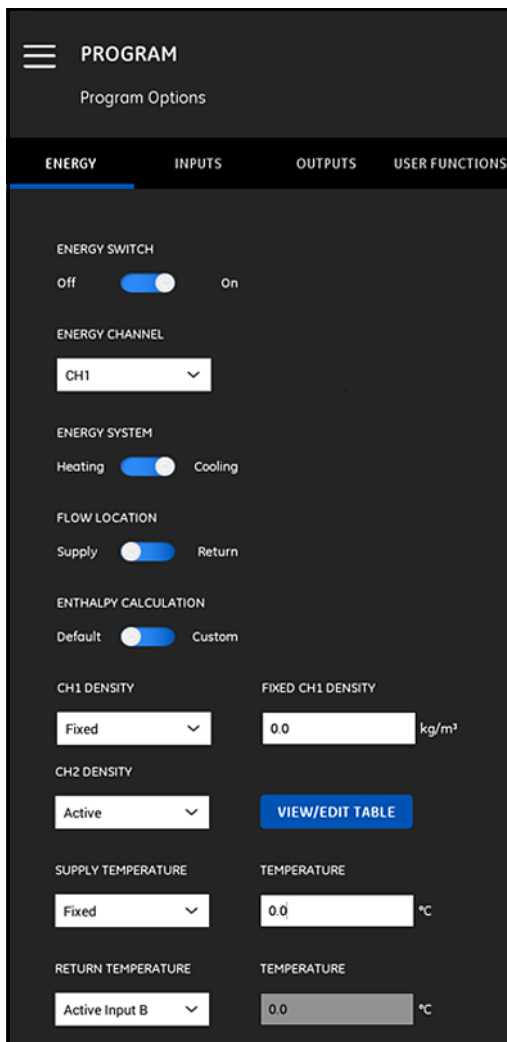 PROGRAM
Program Options
ENERGY INPUTS OUTPUTS USER FUNCTIONS
ENERGY SWITCH
Off On
ENERGY CHANNEL
CH1
ENERGY SYSTEM
Heating Cooling
FLOW LOCATION
Supply Return
ENTHALPY CALCULATION
Default Custom
CH1 DENSITY FIXED CH1 DENSITY
Fixed 0.0 kg/m³
CH2 DENSITY
Active VIEW/EDIT TABLE
SUPPLY TEMPERATURE TEMPERATURE
Fixed 0.0 °C
RETURN TEMPERATURE TEMPERATURE
Active Input B 0.0 °C